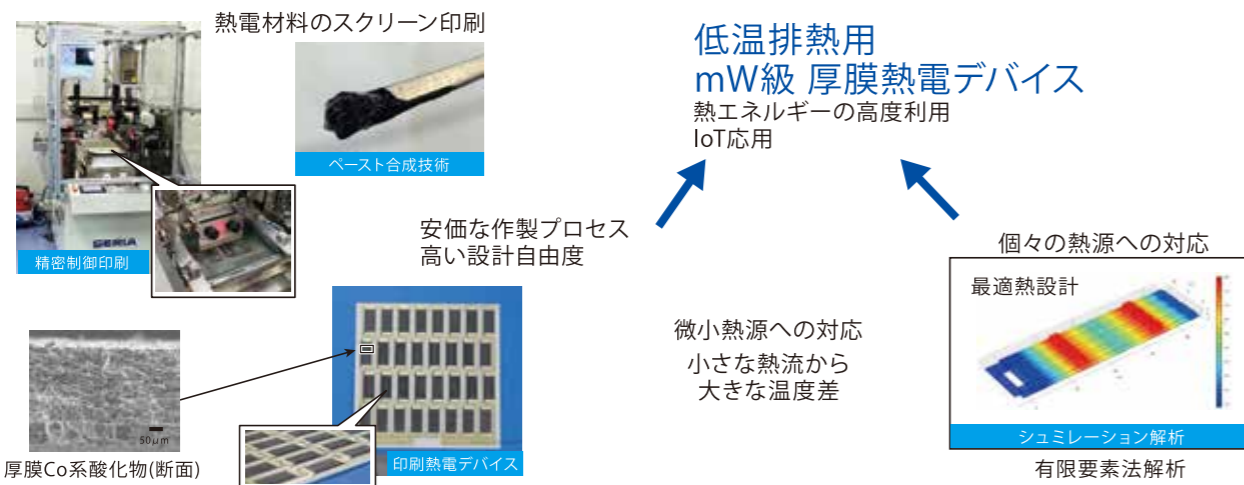 熱電材料のスクリーン印刷
低温排熱用
mW級 厚膜熱電デバイス
熱エネルギーの高度利用
IoT応用
ペースト合成技術
SERIA
精密制御印刷
安価な作製プロセス
高い設計自由度
個々の熱源への対応
最適熱設計
微小熱源への対応
小さな熱流から
大きな温度差
50μm
厚膜Co系酸化物(断面)
印刷熱電デバイス
シュミレーション解析
有限要素法解析